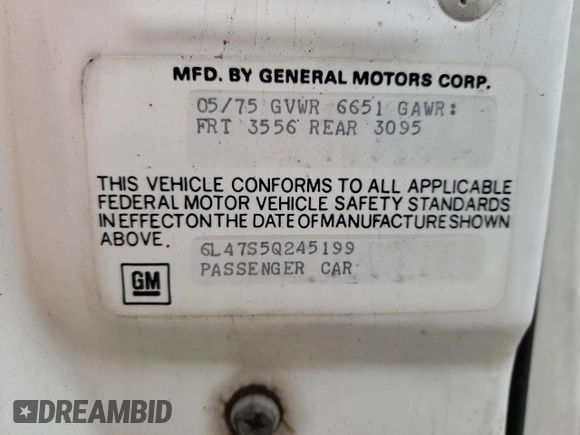 MFD. BY GENERAL MOTORS CORP.
05/75 GVWR 6651 GAWR:
FRT 3556 REAR 3095
THIS VEHICLE CONFORMS TO ALL APPLICABLE
FEDERAL MOTOR VEHICLE SAFETY STANDARDS
IN EFFECT ON THE DATE OF MANUFACTURE SHOWN
ABOVE.
6L47S5Q245199
PASSENGER CAR
GM
DREAMBID